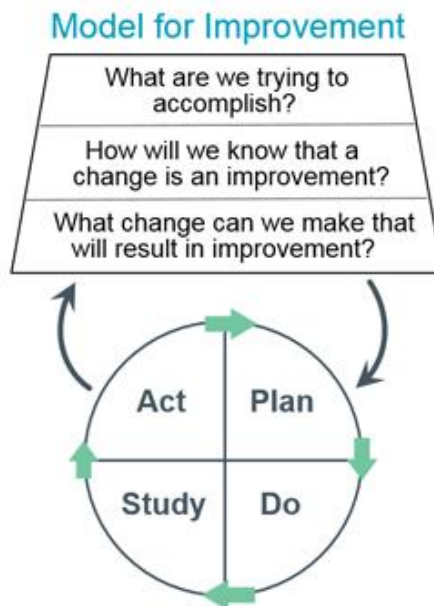 Model for Improvement
What are we trying to
accomplish?
How will we know that a
change is an improvement?
What change can we make that
will result in improvement?
Act
Plan
Study
Do